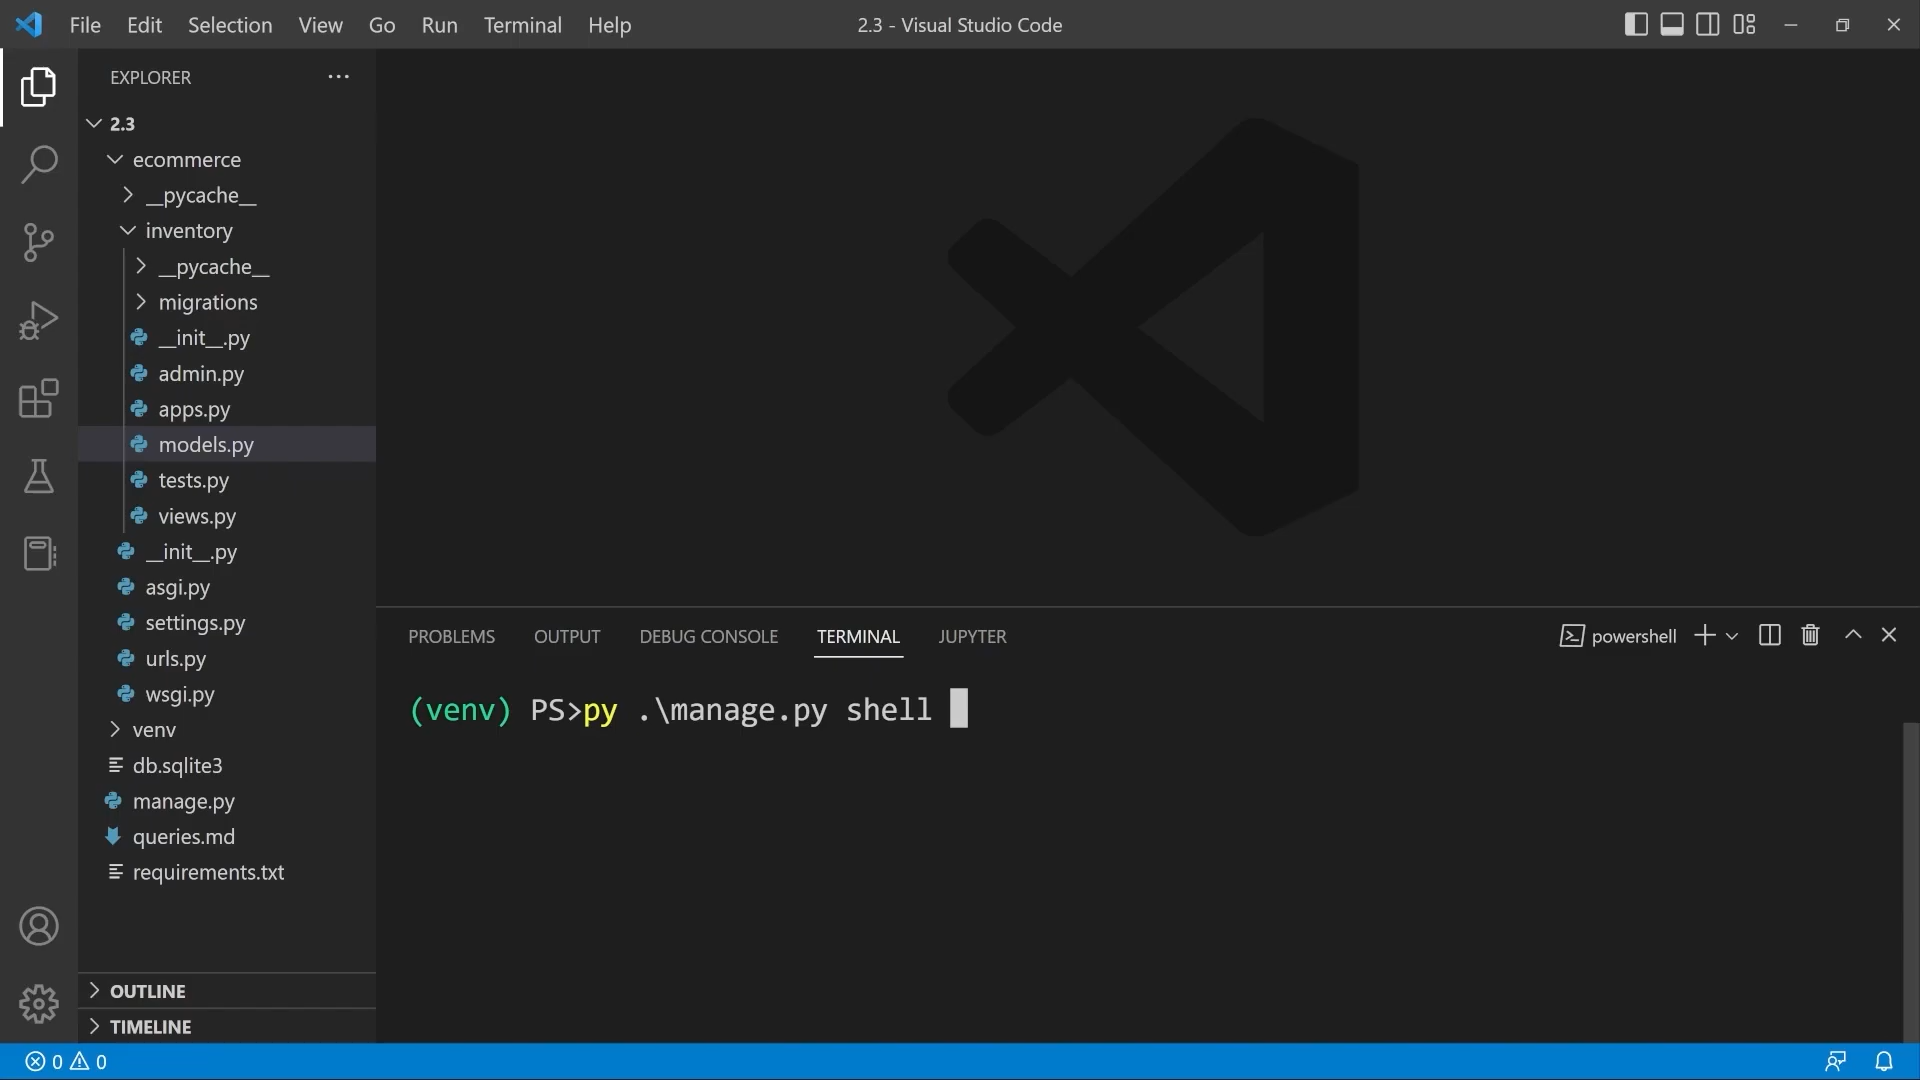 File Edit Selection View Go Run Terminal Help
2.3 - Visual Studio Code
EXPLORER
2.3
ecommerce
__pycache__
inventory
__pycache__
migrations
__init__.py
admin.py
apps.py
models.py
tests.py
views.py
__init__.py
asgi.py
settings.py
urls.py
wsgi.py
venv
db.sqlite3
manage.py
queries.md
requirements.txt
OUTLINE
TIMELINE
PROBLEMS OUTPUT DEBUG CONSOLE TERMINAL JUPYTER
powershell
(venv) PS>py .\manage.py shell
0 0